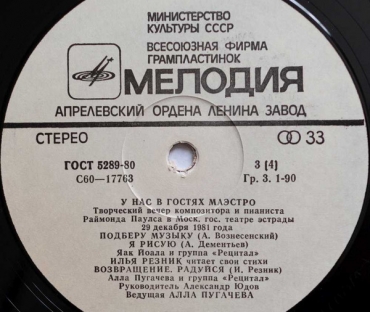 МИНИСТЕРСТВО
КУЛЬТУРЫ СССР
ВСЕСОЮЗНАЯ ФИРМА
ГРАМПЛАСТИНОК
МЕЛОДИЯ
АПРЕЛЕВСКИЙ ОРДЕНА ЛЕНИНА ЗАВОД
СТЕРЕО 33
ГОСТ 5289-80 3 [4]
С60—17763 Гр. 3. 1-90
У НАС В ГОСТЯХ МАЭСТРО
Творческий вечер композитора и пианиста
Раймонда Паулса в Моск. гос. театре эстрады
29 декабря 1981 года
ПОДБЕРУ МУЗЫКУ (А. Вознесенский)
Я РИСУЮ (А. Дементьев)
Яак Йоала и группа «Рецитал»
ИЛЬЯ РЕЗНИК читает свои стихи
ВОЗВРАЩЕНИЕ. РАДУЙСЯ (И. Резник)
Алла Пугачева и группа «Рецитал»
Руководитель Александр Юдов
Ведущая АЛЛА ПУГАЧЕВА